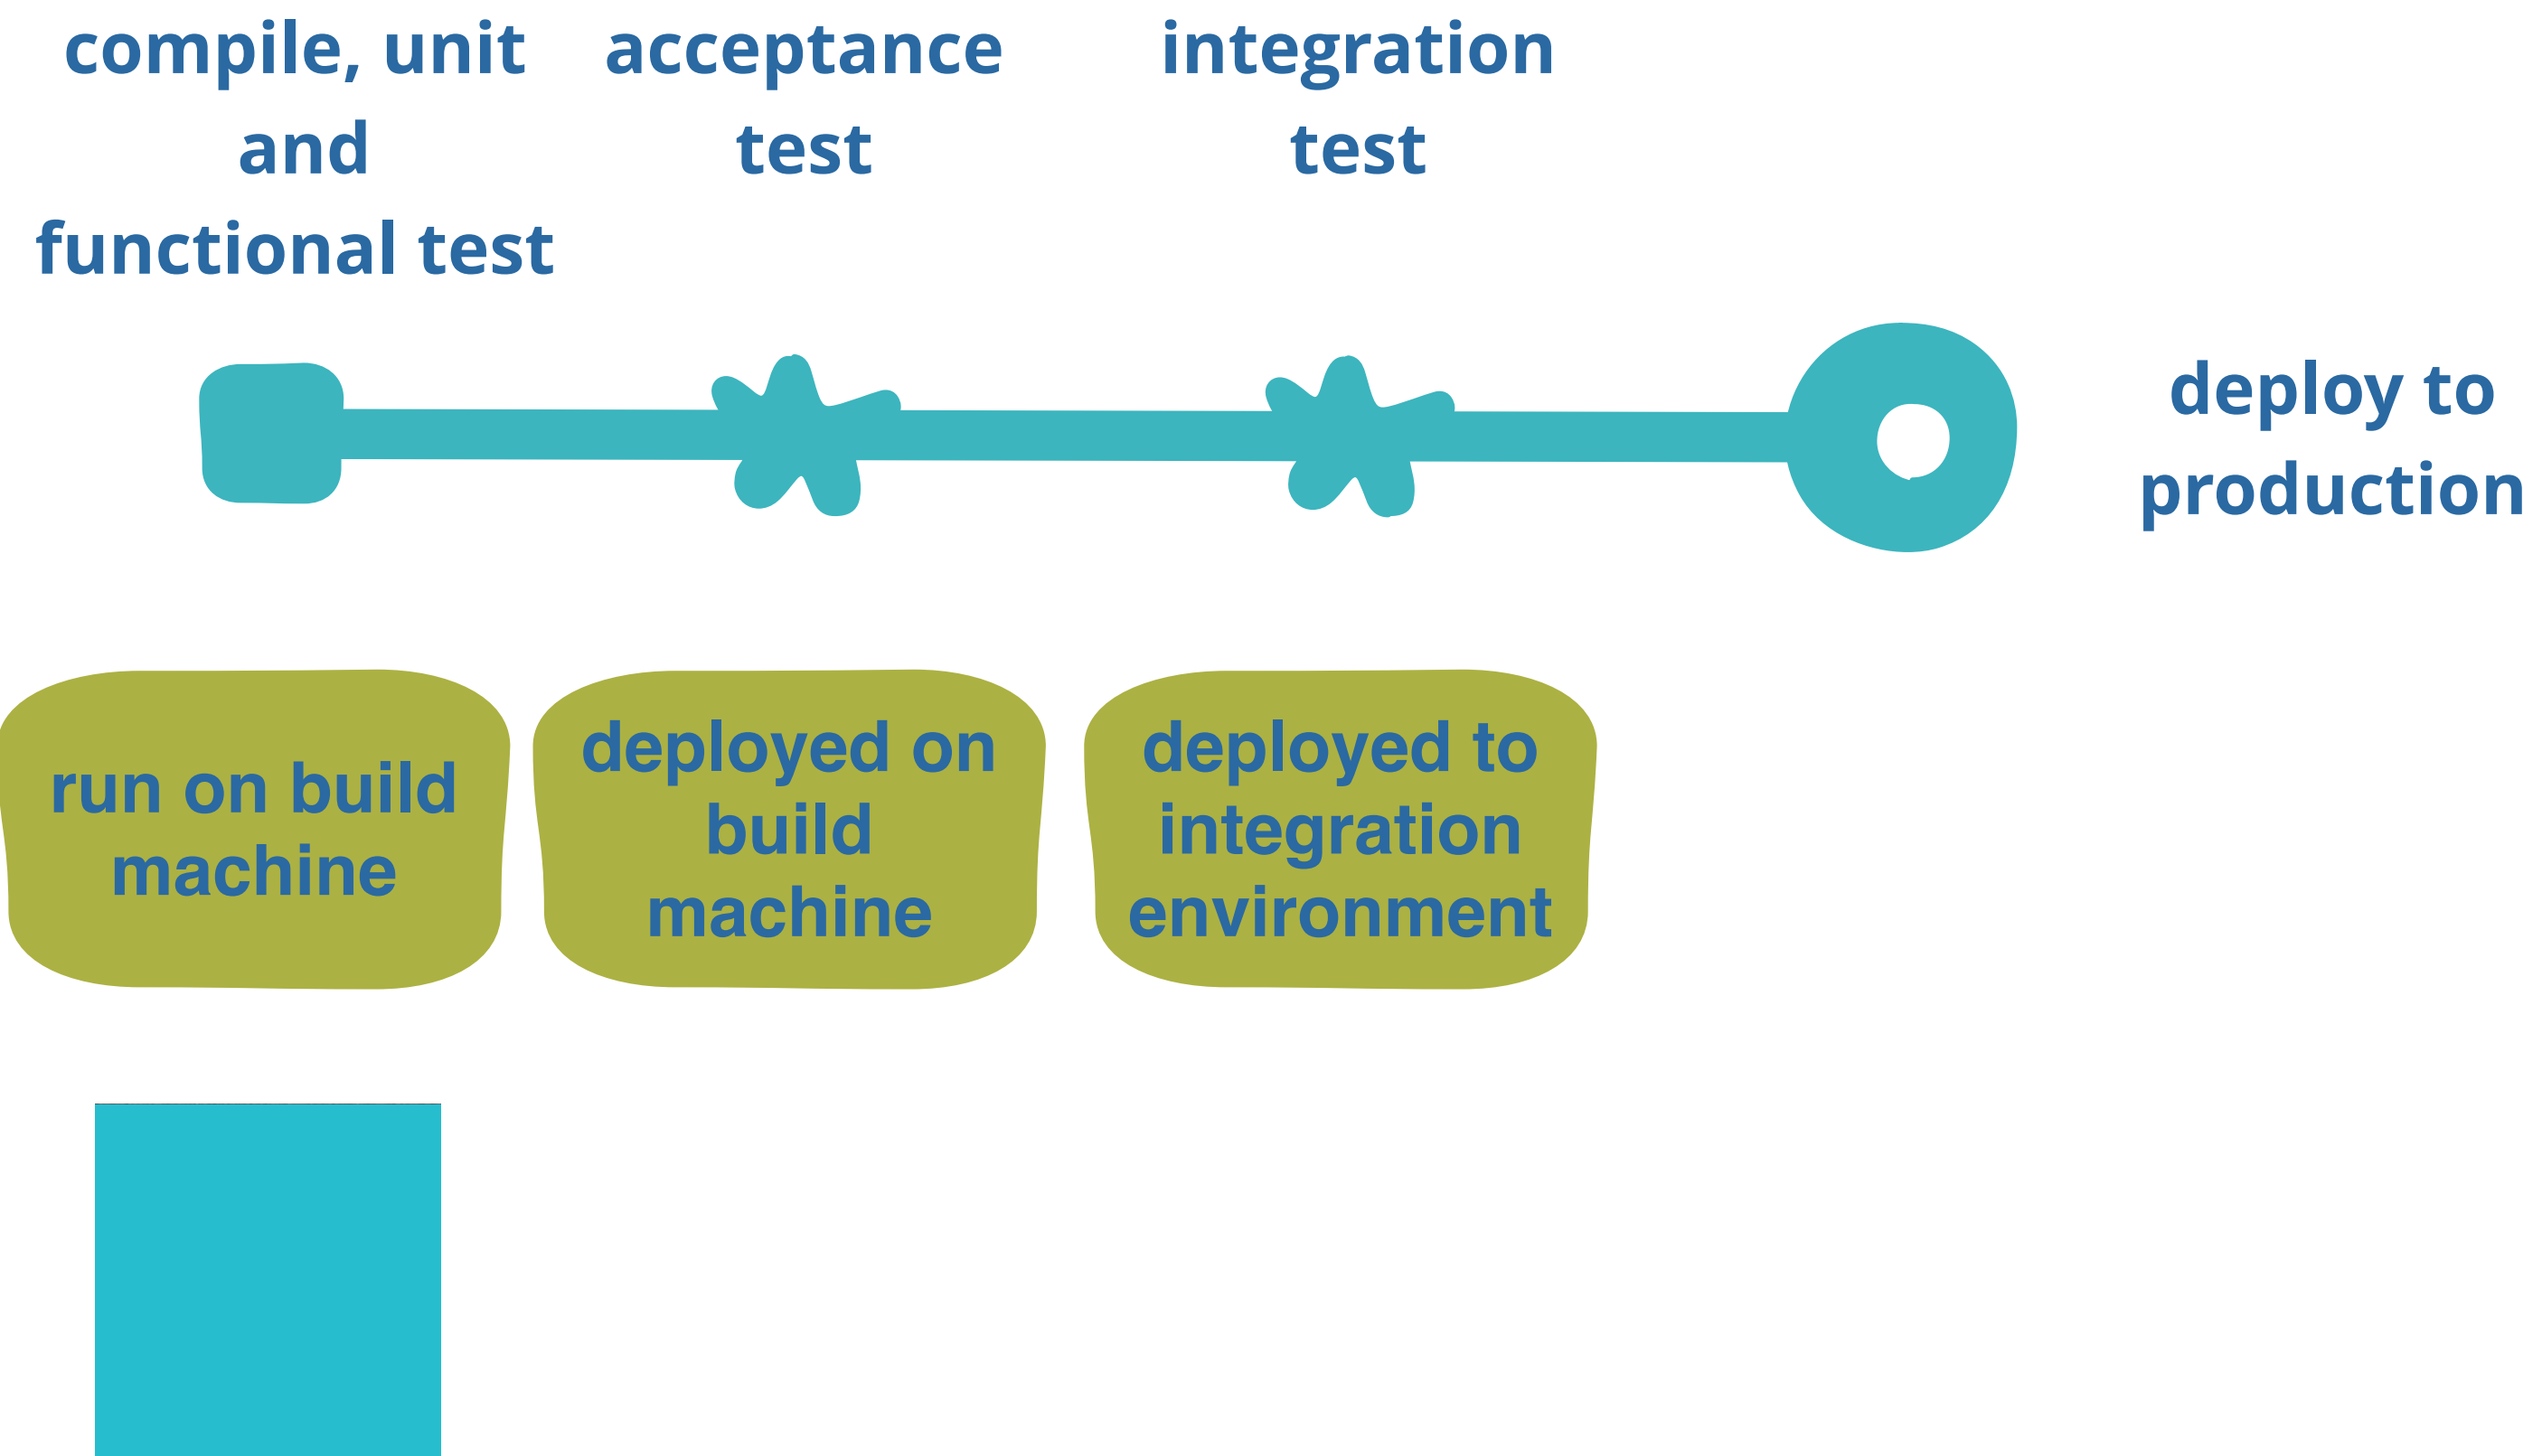 compile, unit
and
functional test
acceptance
test
integration
test
deploy to
production
run on build
machine
deployed on
build
machine
deployed to
integration
environment